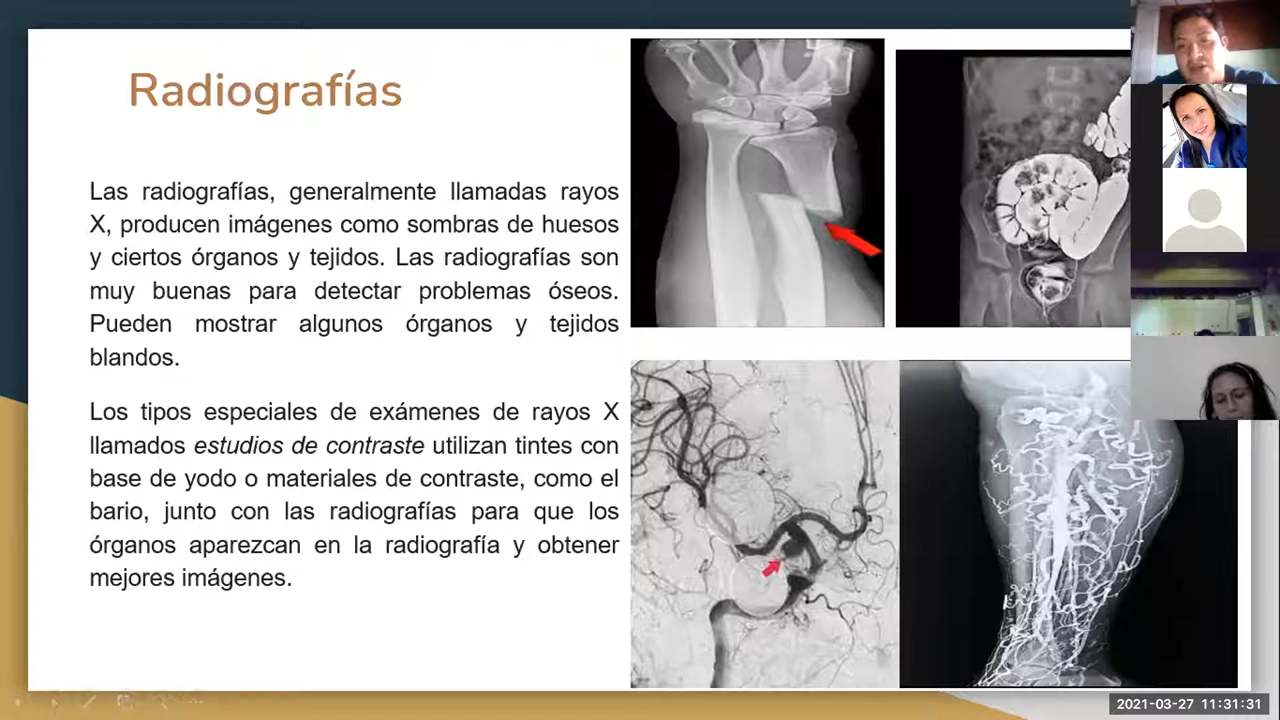 Radiografías
Las radiografías, generalmente llamadas rayos
X, producen imágenes como sombras de huesos
y ciertos órganos y tejidos. Las radiografías son
muy buenas para detectar problemas óseos.
Pueden mostrar algunos órganos y tejidos
blandos.
Los tipos especiales de exámenes de rayos X
llamados estudios de contraste utilizan tintes con
base de yodo o materiales de contraste, como el
bario, junto con las radiografías para que los
órganos aparezcan en la radiografía y obtener
mejores imágenes.
2021-03-27 11:31:31